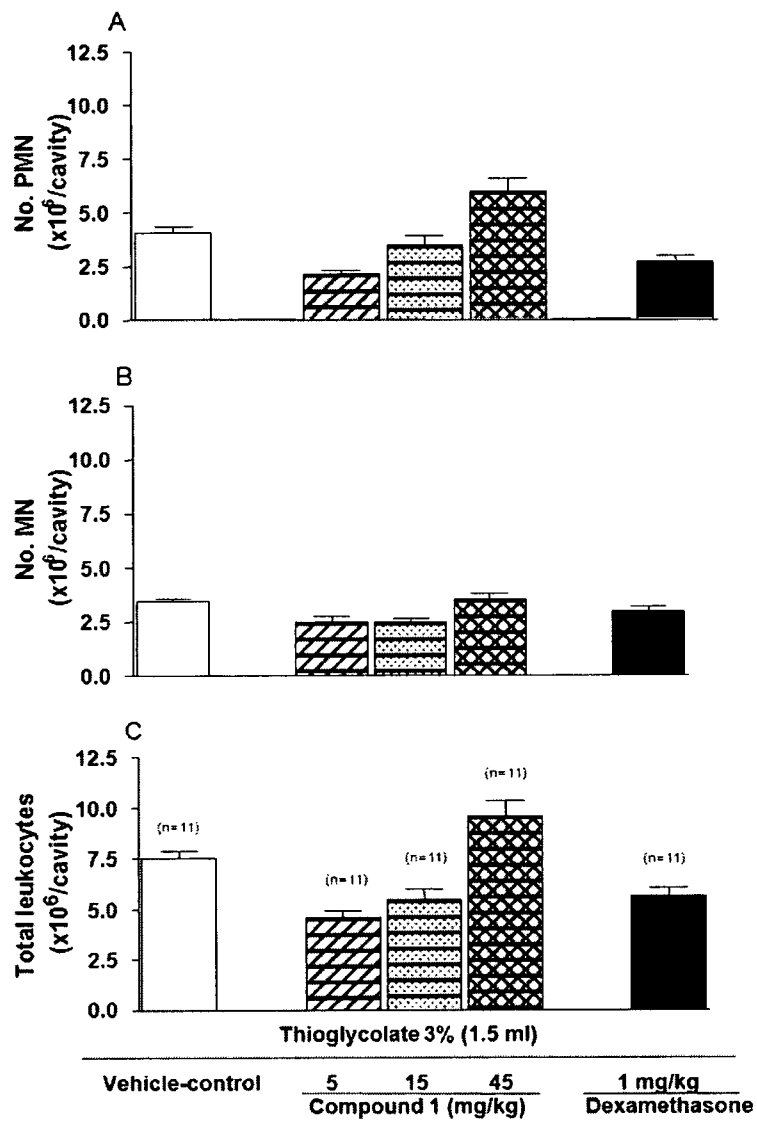 A
12.5
10.0
7.5
5.0
2.5
0.0
No. PMN
(x10⁶/cavity)
B
12.5
10.0
7.5
5.0
2.5
0.0
No. MN
(x10⁶/cavity)
C
12.5
10.0
7.5
5.0
2.5
0.0
Total leukocytes
(x10⁶/cavity)
(n=11)
(n=11)
(n=11)
(n=11)
(n=11)
Thioglycolate 3% (1.5 ml)
Vehicle-control 5 15 45 1 mg/kg
Compound 1 (mg/kg) Dexamethasone